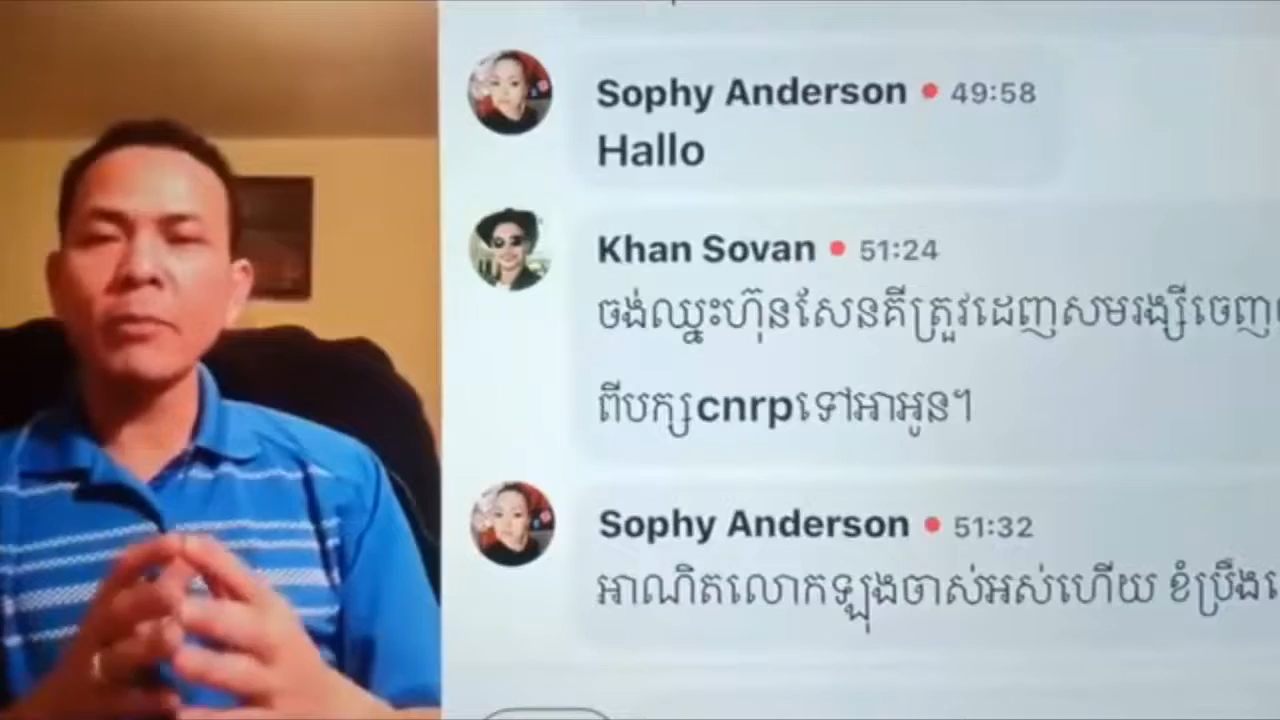 Sophy Anderson • 49:58
Hallo
Khan Sovan • 51:24
ចង់ឈ្នះហ៊ុនសែនគឺត្រូវដេញសមរង្ស៊ីចេញ
ពីបក្សcnrpទៅអាអូន។
Sophy Anderson • 51:32
អាណិតលោកឡុងចាស់អស់ហើយ ខំប្រឹង